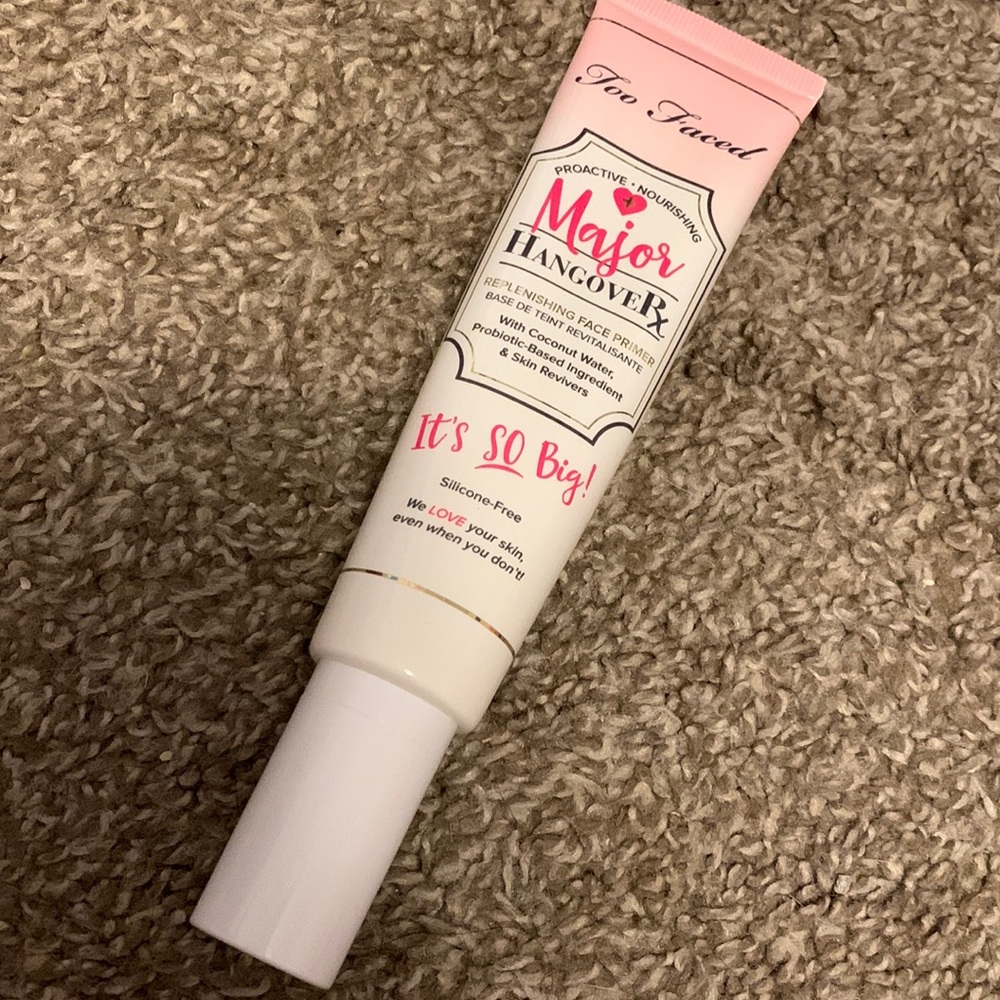 Too Faced
PROACTIVE • NOURISHING
Major
HANGOVERx
REPLENISHING FACE PRIMER
BASE DE TEINT REVITALISANTE
With Coconut Water,
Probiotic-Based Ingredient
& Skin Revivers
It's SO Big!
Silicone-Free
We LOVE your skin,
even when you don't!